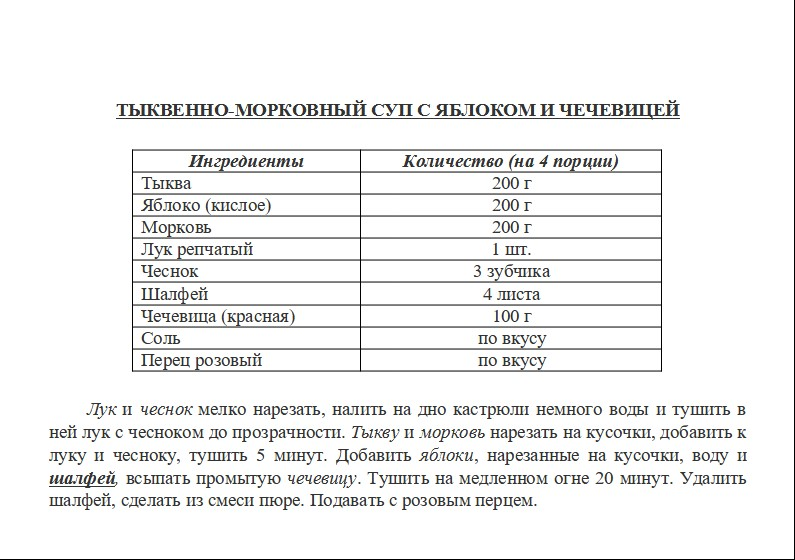 ТЫКВЕННО-МОРКОВНЫЙ СУП С ЯБЛОКОМ И ЧЕЧЕВИЦЕЙ
Ингредиенты Количество (на 4 порции)
Тыква 200 г
Яблоко (кислое) 200 г
Морковь 200 г
Лук репчатый 1 шт.
Чеснок 3 зубчика
Шалфей 4 листа
Чечевица (красная) 100 г
Соль по вкусу
Перец розовый по вкусу
Лук и чеснок мелко нарезать, налить на дно кастрюли немного воды и тушить в
ней лук с чесноком до прозрачности. Тыкву и морковь нарезать на кусочки, добавить к
луку и чесноку, тушить 5 минут. Добавить яблоки, нарезанные на кусочки, воду и
шалфей, всыпать промытую чечевицу. Тушить на медленном огне 20 минут. Удалить
шалфей, сделать из смеси пюре. Подавать с розовым перцем.